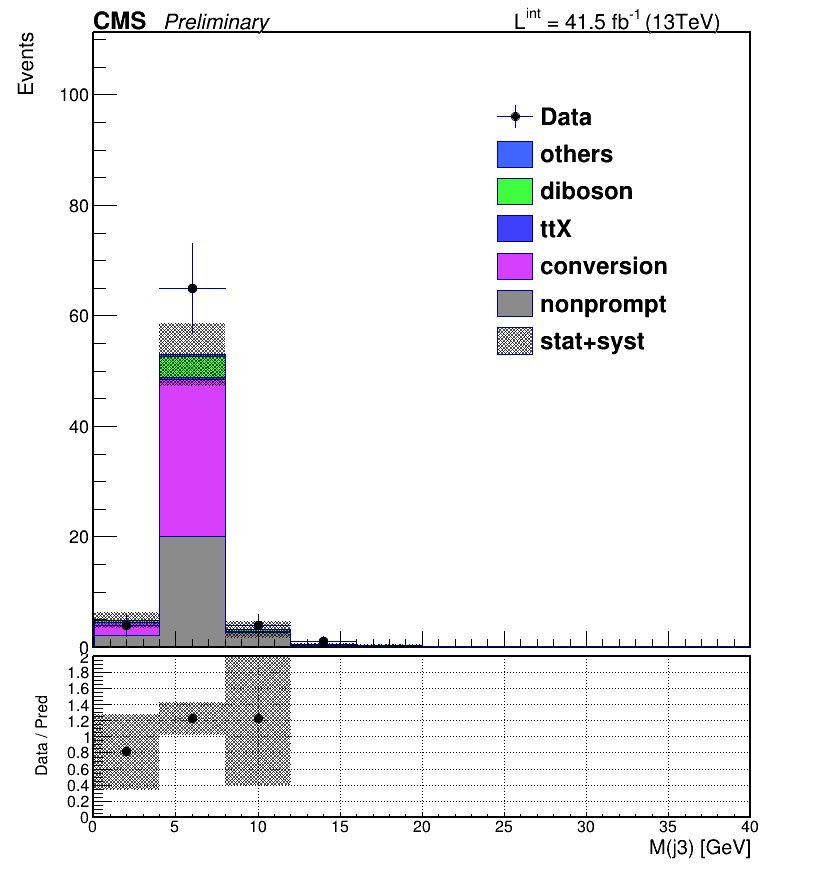 CMS Preliminary L^int = 41.5 fb^-1 (13TeV)
Events
100
80
60
40
20
0
Data
others
diboson
ttX
conversion
nonprompt
stat+syst
Data / Pred
2
1.8
1.6
1.4
1.2
1
0.8
0.6
0.4
0.2
0
0 5 10 15 20 25 30 35 40
M(j3) [GeV]